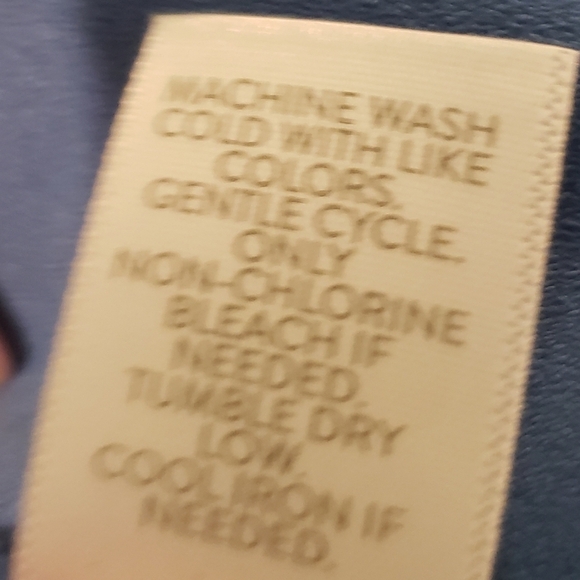 MACHINE WASH
COLD WITH LIKE
COLORS.
GENTLE CYCLE.
ONLY
NON-CHLORINE
BLEACH IF
NEEDED.
TUMBLE DRY
LOW.
COOL IRON IF
NEEDED.